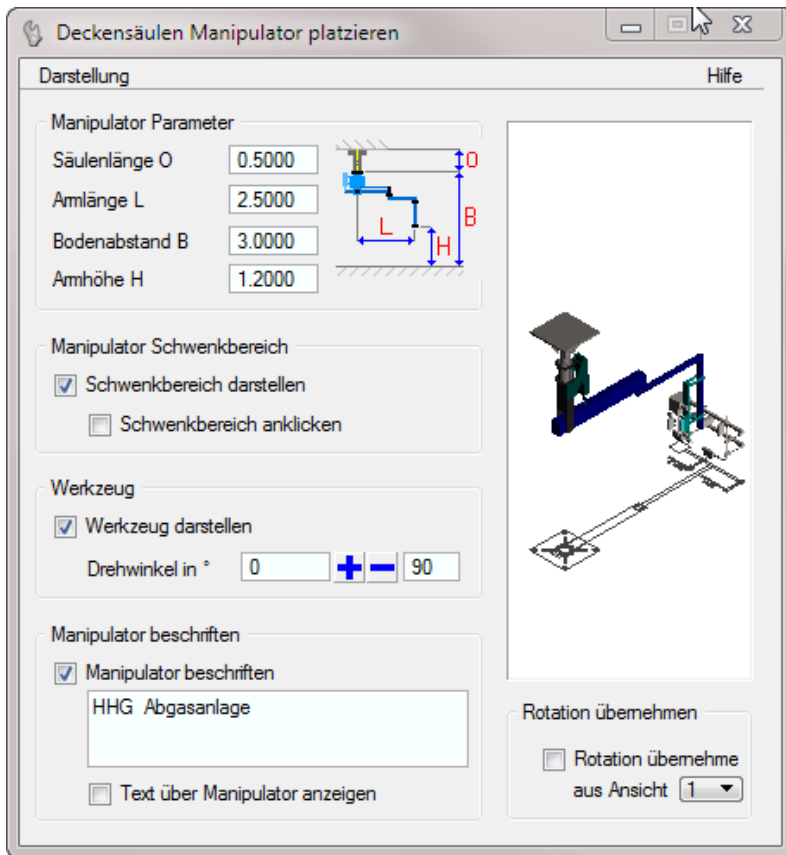 Deckensäulen Manipulator platzieren
Darstellung Hilfe
Manipulator Parameter
Säulenlänge O 0.5000
Armlänge L 2.5000
Bodenabstand B 3.0000
Armhöhe H 1.2000
O
B
L
H
Manipulator Schwenkbereich
Schwenkbereich darstellen
Schwenkbereich anklicken
Werkzeug
Werkzeug darstellen
Drehwinkel in ° 0 90
Manipulator beschriften
Manipulator beschriften
HHG Abgasanlage
Text über Manipulator anzeigen
Rotation übernehmen
Rotation übernehme
aus Ansicht 1